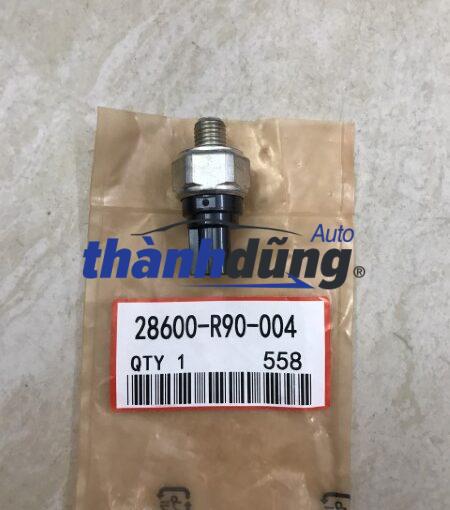 Auto
thànhdũng®
28600-R90-004
QTY 1 558